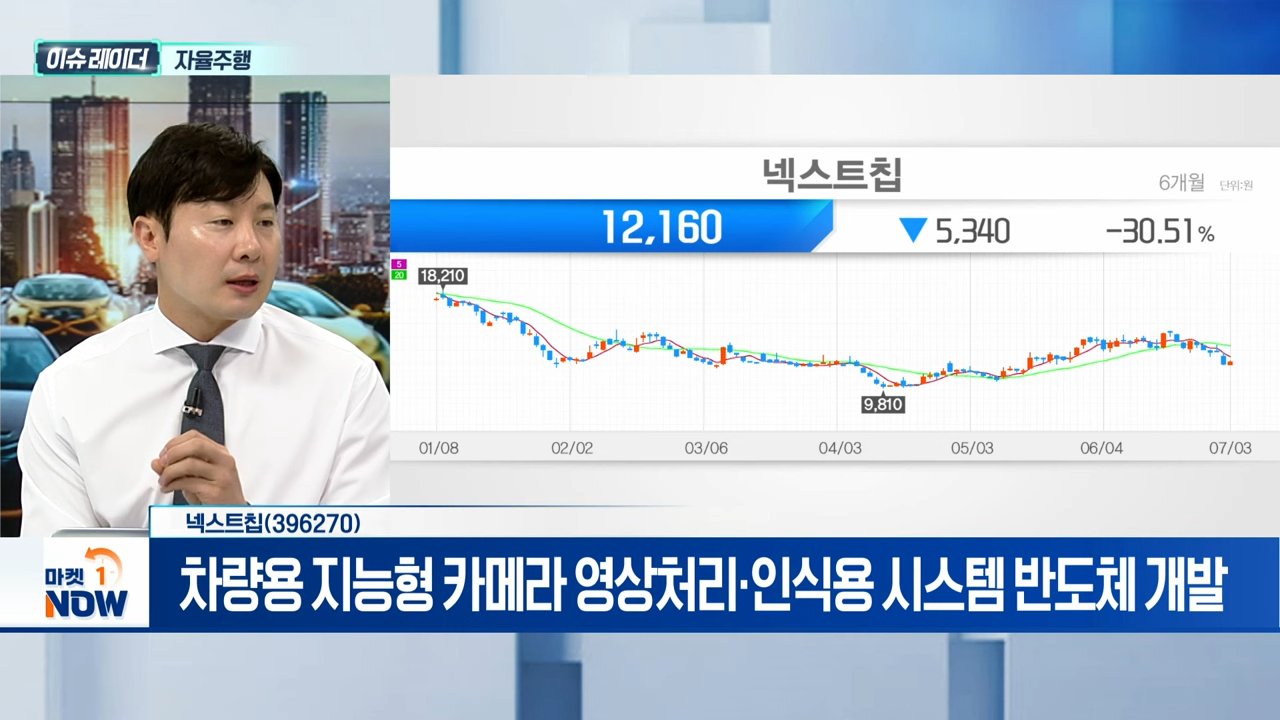 이슈 레이더 자율주행
넥스트칩
6개월 단위:원
12,160 ▼ 5,340 -30.51%
5
20
18,210
9,810
01/08 02/02 03/06 04/03 05/03 06/04 07/03
넥스트칩(396270)
마켓 1
NOW
차량용 지능형 카메라 영상처리·인식용 시스템 반도체 개발